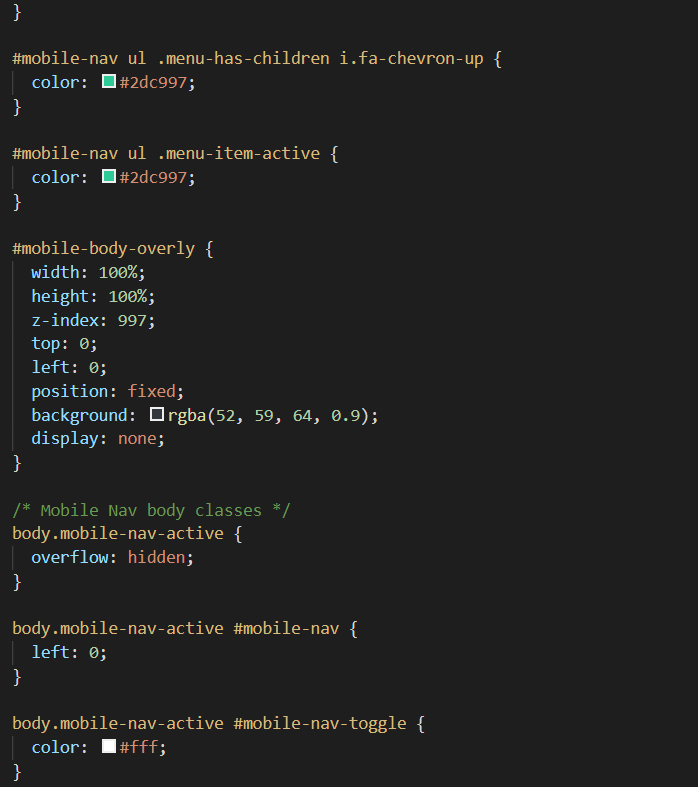 }

#mobile-nav ul .menu-has-children i.fa-chevron-up {
  color: #2dc997;
}

#mobile-nav ul .menu-item-active {
  color: #2dc997;
}

#mobile-body-overly {
  width: 100%;
  height: 100%;
  z-index: 997;
  top: 0;
  left: 0;
  position: fixed;
  background: rgba(52, 59, 64, 0.9);
  display: none;
}

/* Mobile Nav body classes */
body.mobile-nav-active {
  overflow: hidden;
}

body.mobile-nav-active #mobile-nav {
  left: 0;
}

body.mobile-nav-active #mobile-nav-toggle {
  color: #fff;
}